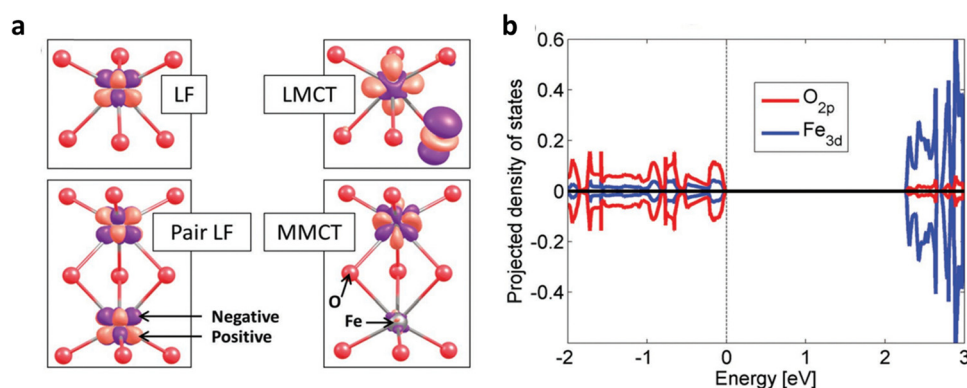 a
LF
LMCT
Pair LF
MMCT
O
Fe
Negative
Positive
b
Projected density of states
0.6
0.4
0.2
0
-0.2
-0.4
O2p
Fe3d
-2
-1
0
1
2
3
Energy [eV]